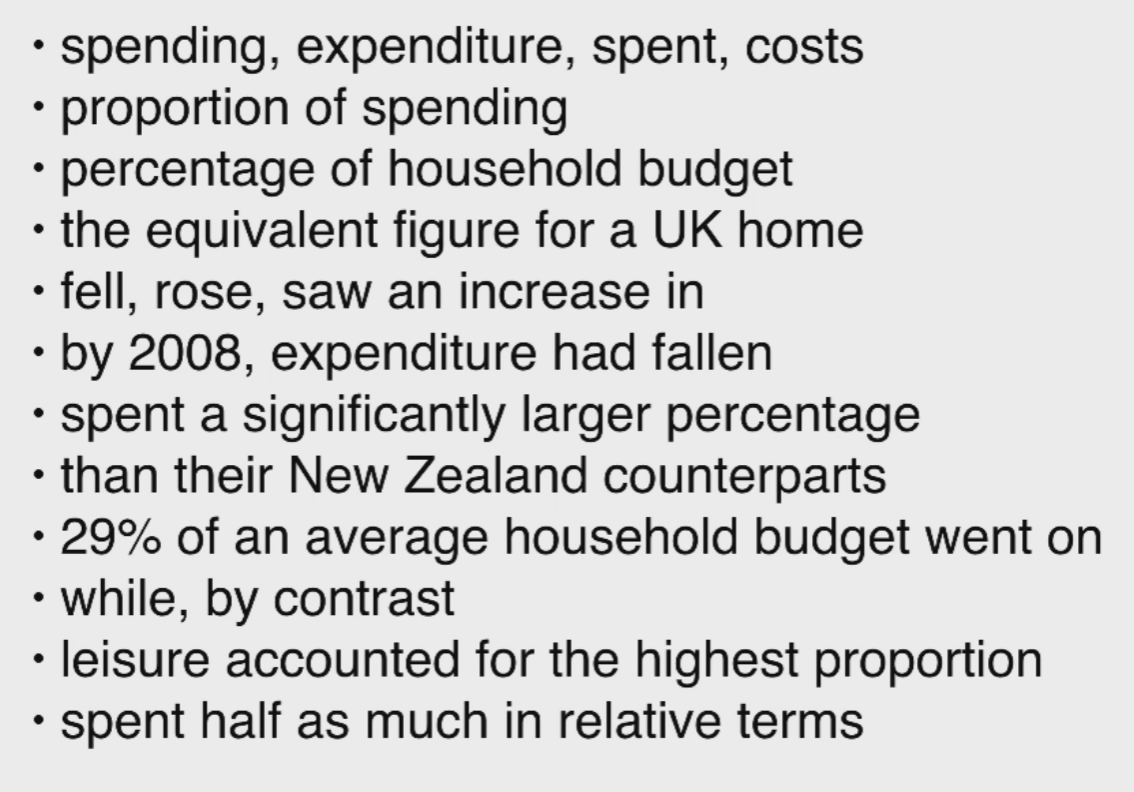 • spending, expenditure, spent, costs
• proportion of spending
• percentage of household budget
• the equivalent figure for a UK home
• fell, rose, saw an increase in
• by 2008, expenditure had fallen
• spent a significantly larger percentage
• than their New Zealand counterparts
• 29% of an average household budget went on
• while, by contrast
• leisure accounted for the highest proportion
• spent half as much in relative terms